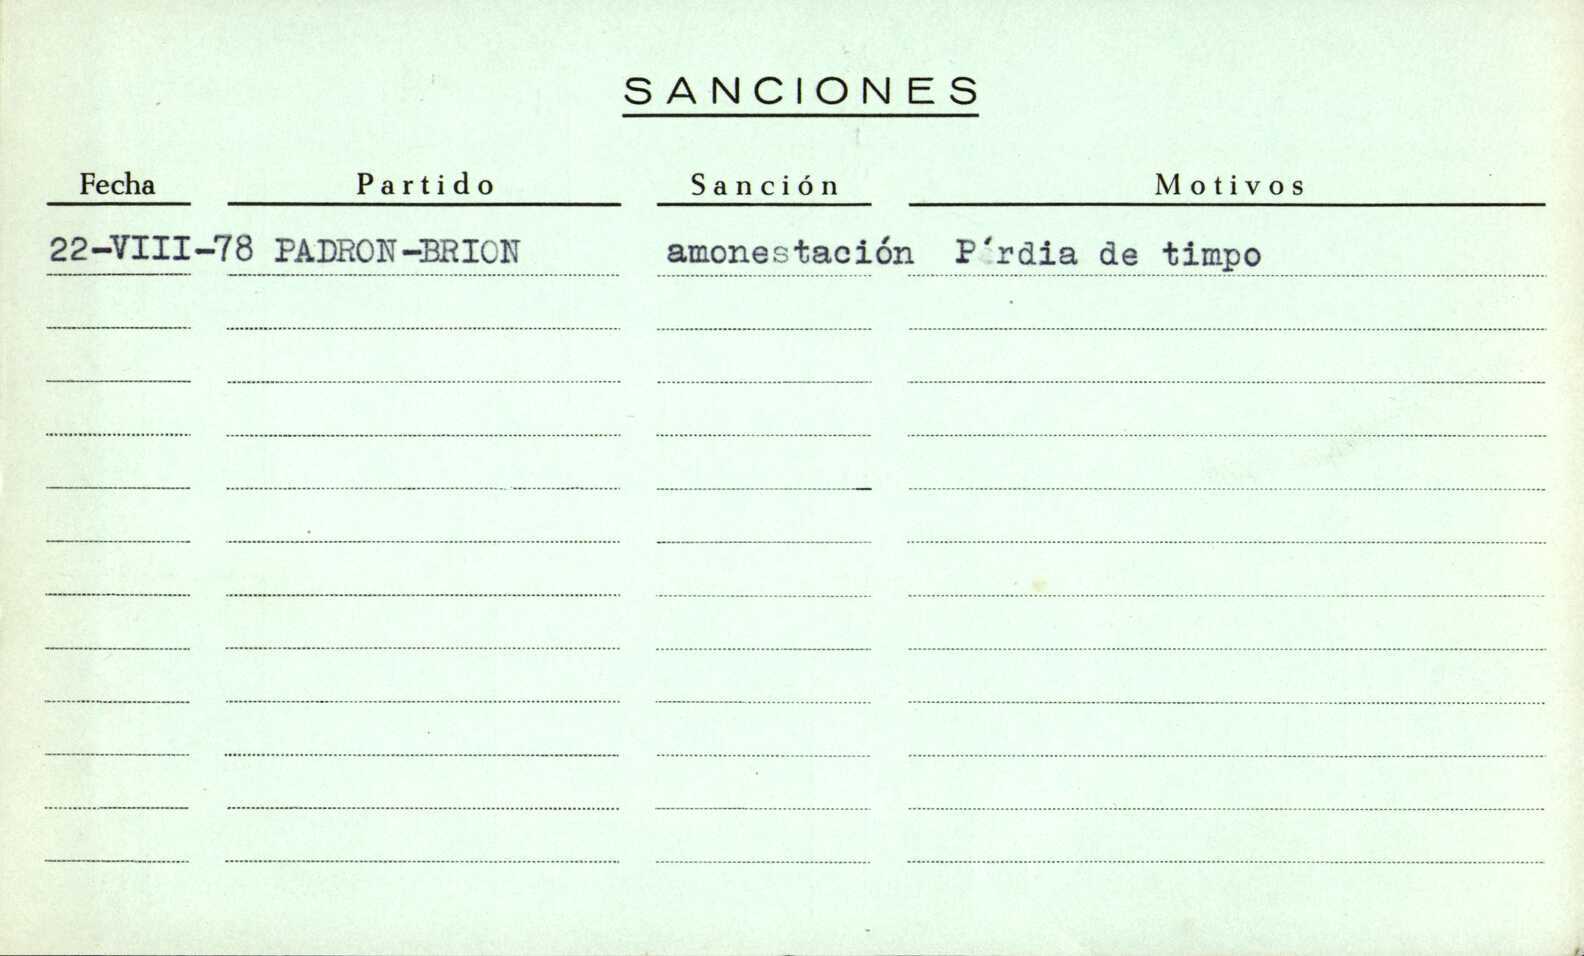 SANCIONES
Fecha Partido Sanción Motivos
22-VIII-78 PADRON-BRION amonestación P´rdia de timpo